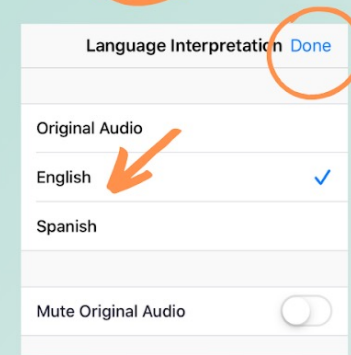 Language Interpretation Done
Original Audio
English
Spanish
Mute Original Audio